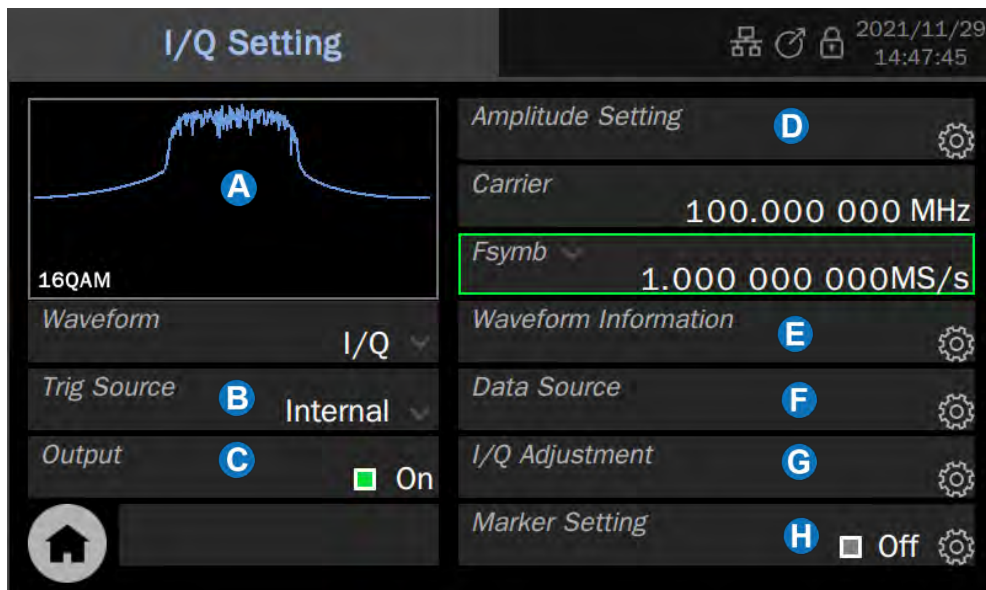 I/Q Setting
2021/11/29
14:47:45
A
16QAM
Waveform
I/Q
Trig Source
B
Internal
Output
C
On
Amplitude Setting
D
Carrier
100.000 000 MHz
Fsymb
1.000 000 000MS/s
Waveform Information
E
Data Source
F
I/Q Adjustment
G
Marker Setting
H
Off